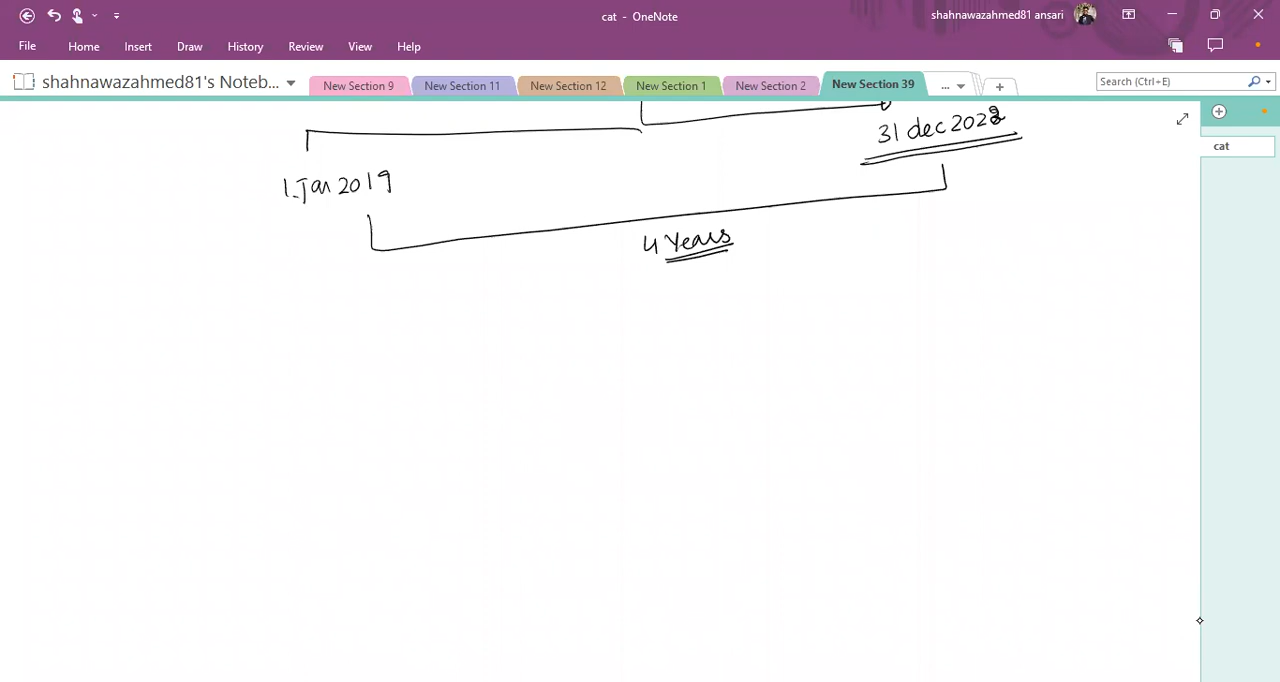 cat - OneNote
shahnawazahmed81 ansari
File Home Insert Draw History Review View Help
shahnawazahmed81's Noteb...
New Section 9 New Section 11 New Section 12 New Section 1 New Section 2 New Section 39 ...
Search (Ctrl+E)
cat
31 dec 2022
1.Jan 2019
4 Years